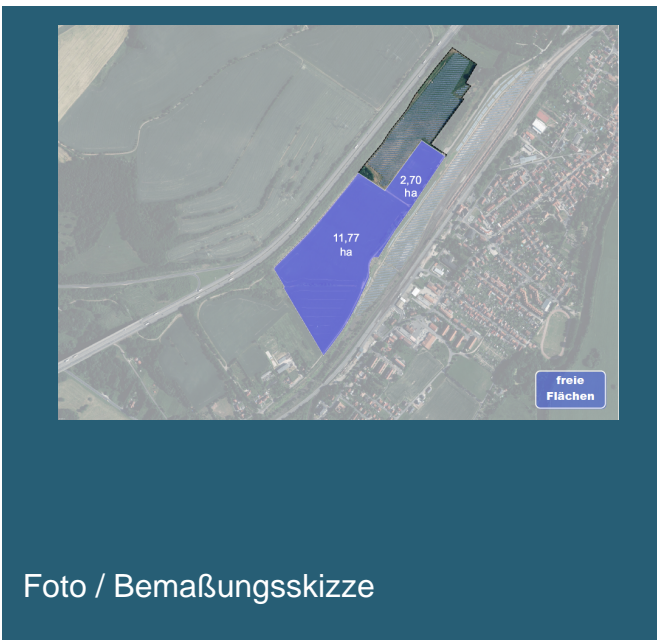 2,70
ha
11,77
ha
freie
Flächen
Foto / Bemaßungsskizze